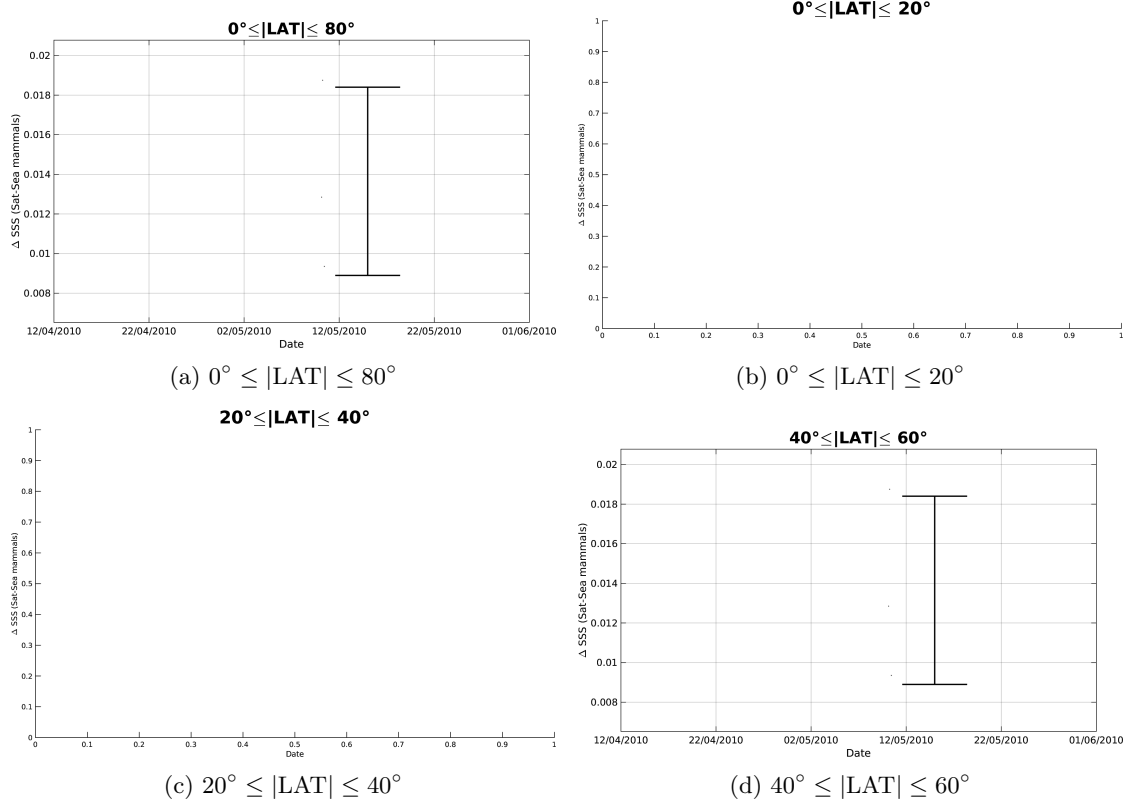 0°≤|LAT|≤ 80°
Δ SSS (Sat-Sea mammals)
0.02
0.018
0.016
0.014
0.012
0.01
0.008
12/04/2010 22/04/2010 02/05/2010 12/05/2010 22/05/2010 01/06/2010
Date
(a) 0° ≤ |LAT| ≤ 80°
0°≤|LAT|≤ 20°
Δ SSS (Sat-Sea mammals)
1
0.9
0.8
0.7
0.6
0.5
0.4
0.3
0.2
0.1
0
0 0.1 0.2 0.3 0.4 0.5 0.6 0.7 0.8 0.9 1
Date
(b) 0° ≤ |LAT| ≤ 20°
20°≤|LAT|≤ 40°
Δ SSS (Sat-Sea mammals)
1
0.9
0.8
0.7
0.6
0.5
0.4
0.3
0.2
0.1
0
0 0.1 0.2 0.3 0.4 0.5 0.6 0.7 0.8 0.9 1
Date
(c) 20° ≤ |LAT| ≤ 40°
40°≤|LAT|≤ 60°
Δ SSS (Sat-Sea mammals)
0.02
0.018
0.016
0.014
0.012
0.01
0.008
12/04/2010 22/04/2010 02/05/2010 12/05/2010 22/05/2010 01/06/2010
Date
(d) 40° ≤ |LAT| ≤ 60°